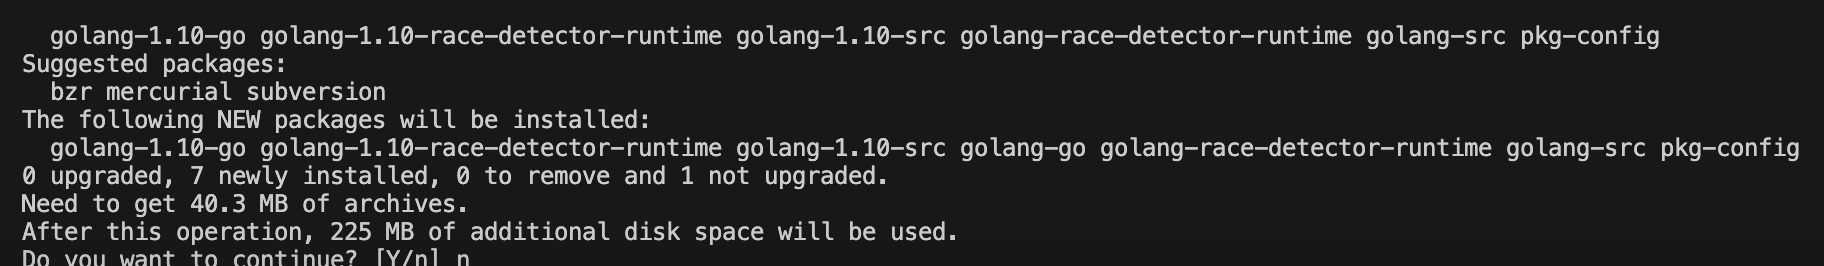 golang-1.10-go golang-1.10-race-detector-runtime golang-1.10-src golang-race-detector-runtime golang-src pkg-config
Suggested packages:
bzr mercurial subversion
The following NEW packages will be installed:
golang-1.10-go golang-1.10-race-detector-runtime golang-1.10-src golang-go golang-race-detector-runtime golang-src pkg-config
0 upgraded, 7 newly installed, 0 to remove and 1 not upgraded.
Need to get 40.3 MB of archives.
After this operation, 225 MB of additional disk space will be used.
Do you want to continue? [Y/n] n